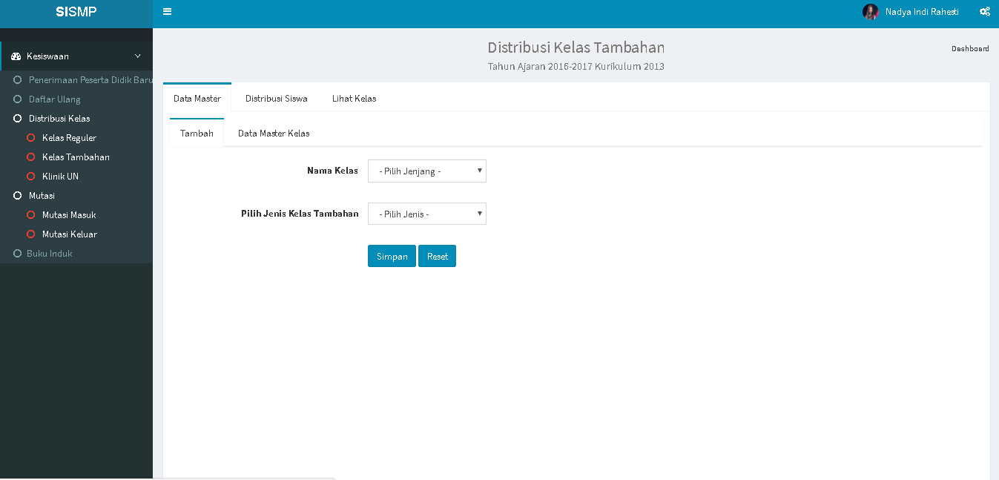 SISMP
Nadya Indi Rahesti
Kesiswaan
Penerimaan Peserta Didik Baru
Daftar Ulang
Distribusi Kelas
Kelas Reguler
Kelas Tambahan
Klinik UN
Mutasi
Mutasi Masuk
Mutasi Keluar
Buku Induk
Distribusi Kelas Tambahan
Tahun Ajaran 2016-2017 Kurikulum 2013
Dashboard
Data Master Distribusi Siswa Lihat Kelas
Tambah Data Master Kelas
Nama Kelas - Pilih Jenjang -
Pilih Jenis Kelas Tambahan - Pilih Jenis -
Simpan Reset